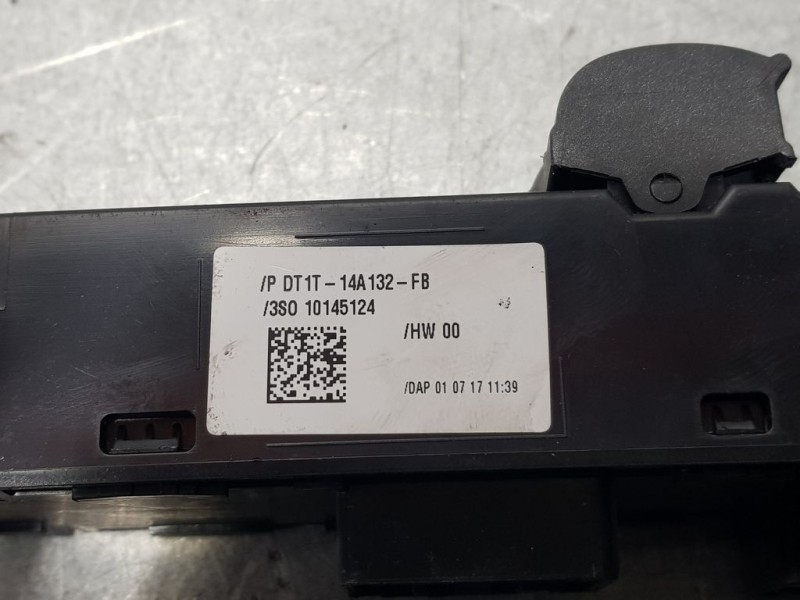 /P DT1T-14A132-FB
/3SO 10145124
/HW 00
/DAP 01 07 17 11:39